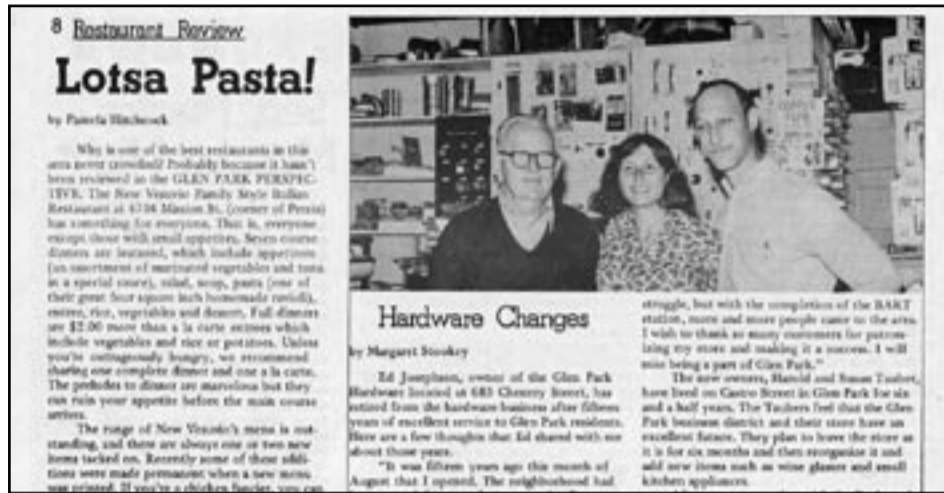 8 Restaurant Review
Lotsa Pasta!
by Pamela Hitchcock
Why is one of the best restaurants in this
area never crowded? Probably because it hasn't
been reviewed in the GLEN PARK PERSPEC-
TIVE. The New Vesuvio Family Style Italian
Restaurant at 4704 Mission St. (corner of Persia)
has something for everyone. That is, everyone
except those with small appetites. Seven course
dinners are featured, which include appetizers
(an assortment of marinated vegetables and tuna
in a special sauce), salad, soup, pasta (one of
their great four square inch homemade ravioli),
entree, rice, vegetables and dessert. Full dinners
are $2.00 more than a la carte entrees which
include vegetables and rice or potatoes. Unless
you're outrageously hungry, we recommend
sharing one complete dinner and one a la carte.
The preludes to dinner are marvelous but they
can ruin your appetite before the main course
arrives.
The range of New Vesuvio's menu is out-
standing, and there are always one or two new
items tacked on. Recently some of these addi-
tions were made permanent when a new menu
was printed. If you're a chicken fancier, you can
Hardware Changes
by Margaret Stookey
Ed Josephson, owner of the Glen Park
Hardware located at 685 Chenery Street, has
retired from the hardware business after fifteen
years of excellent service to Glen Park residents.
Here are a few thoughts that Ed shared with me
about those years.
"It was fifteen years ago this month of
August that I opened. The neighborhood had
struggle, but with the completion of the BART
station, more and more people came to the area.
I wish to thank so many customers for patron-
izing my store and making it a success. I will
miss being a part of Glen Park."
The new owners, Harold and Susan Tauber,
have lived on Castro Street in Glen Park for six
and a half years. The Taubers feel that the Glen
Park business district and their store have an
excellent future. They plan to leave the store as
it is for six months and then reorganize it and
add new items such as wine glasses and small
kitchen appliances.